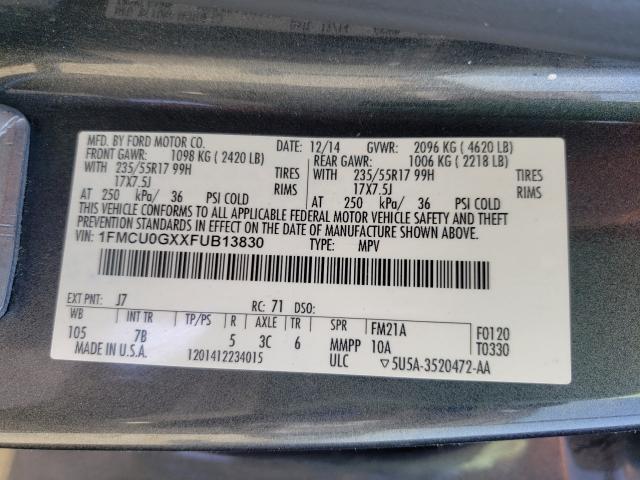 MFD. BY FORD MOTOR CO.
DATE: 12/14 GVWR: 2096 KG (4620 LB)
FRONT GAWR: 1098 KG (2420 LB)
REAR GAWR: 1006 KG (2218 LB)
WITH 235/55R17 99H TIRES
WITH 235/55R17 99H TIRES
17X7.5J RIMS
17X7.5J RIMS
AT 250 kPa/ 36 PSI COLD
AT 250 kPa/ 36 PSI COLD
THIS VEHICLE CONFORMS TO ALL APPLICABLE FEDERAL MOTOR VEHICLE SAFETY AND THEFT
PREVENTION STANDARDS IN EFFECT ON THE DATE OF MANUFACTURE SHOWN ABOVE.
VIN: 1FMCU0GXXFUB13830 TYPE: MPV
EXT PNT: J7 RC: 71 DSO:
WB INT TR TP/PS R AXLE TR SPR FM21A F0120
105 7B 5 3C 6 MMPP 10A T0330
MADE IN U.S.A. 1201412234015 ULC ▽5U5A-3520472-AA